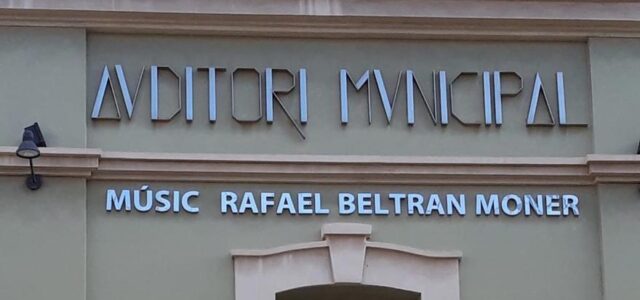 AVDITORI MVNICIPAL
MÚSIC RAFAEL BELTRAN MONER